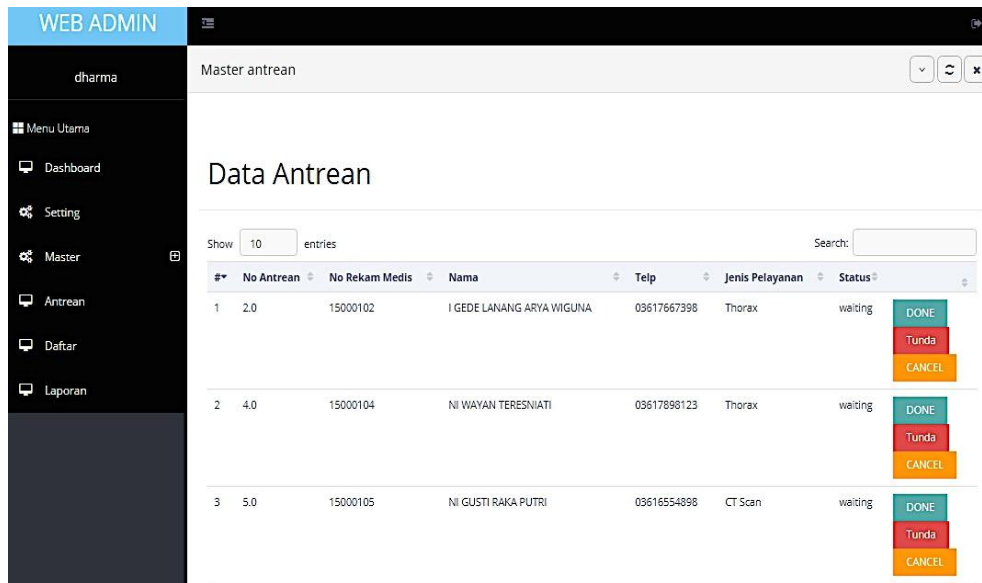 WEB ADMIN
dharma
Menu Utama
Dashboard
Setting
Master
Antrean
Daftar
Laporan
Master antrean
Data Antrean
Show 10 entries Search:
# No Antrean No Rekam Medis Nama Telp Jenis Pelayanan Status
1 2.0 15000102 I GEDE LANANG ARYA WIGUNA 03617667398 Thorax waiting DONE
Tunda
CANCEL
2 4.0 15000104 NI WAYAN TERESNIATI 03617898123 Thorax waiting DONE
Tunda
CANCEL
3 5.0 15000105 NI GUSTI RAKA PUTRI 03616554898 CT Scan waiting DONE
Tunda
CANCEL